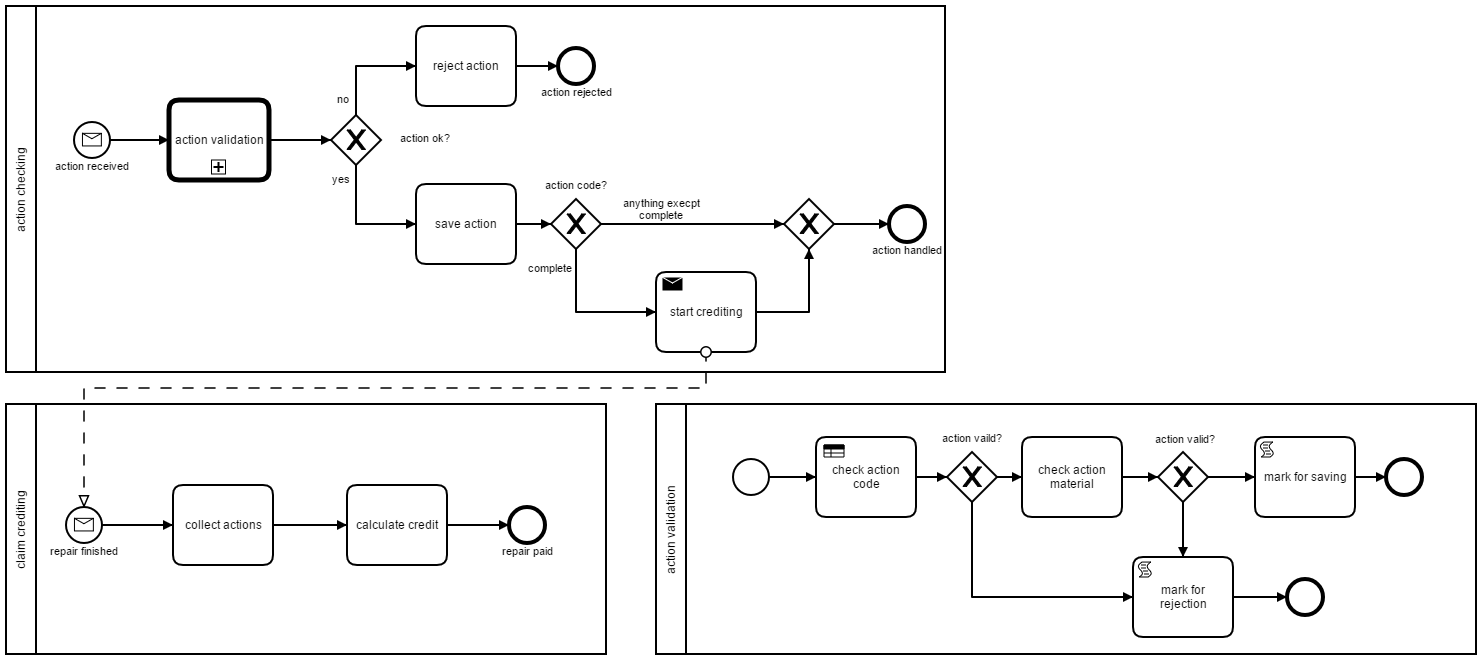 action checking
action received
action validation
no
action ok?
yes
reject action
action rejected
save action
action code?
anything execpt
complete
complete
start crediting
action handled
claim crediting
repair finished
collect actions
calculate credit
repair paid
action validation
check action
code
action vaild?
check action
material
action valid?
mark for saving
mark for
rejection